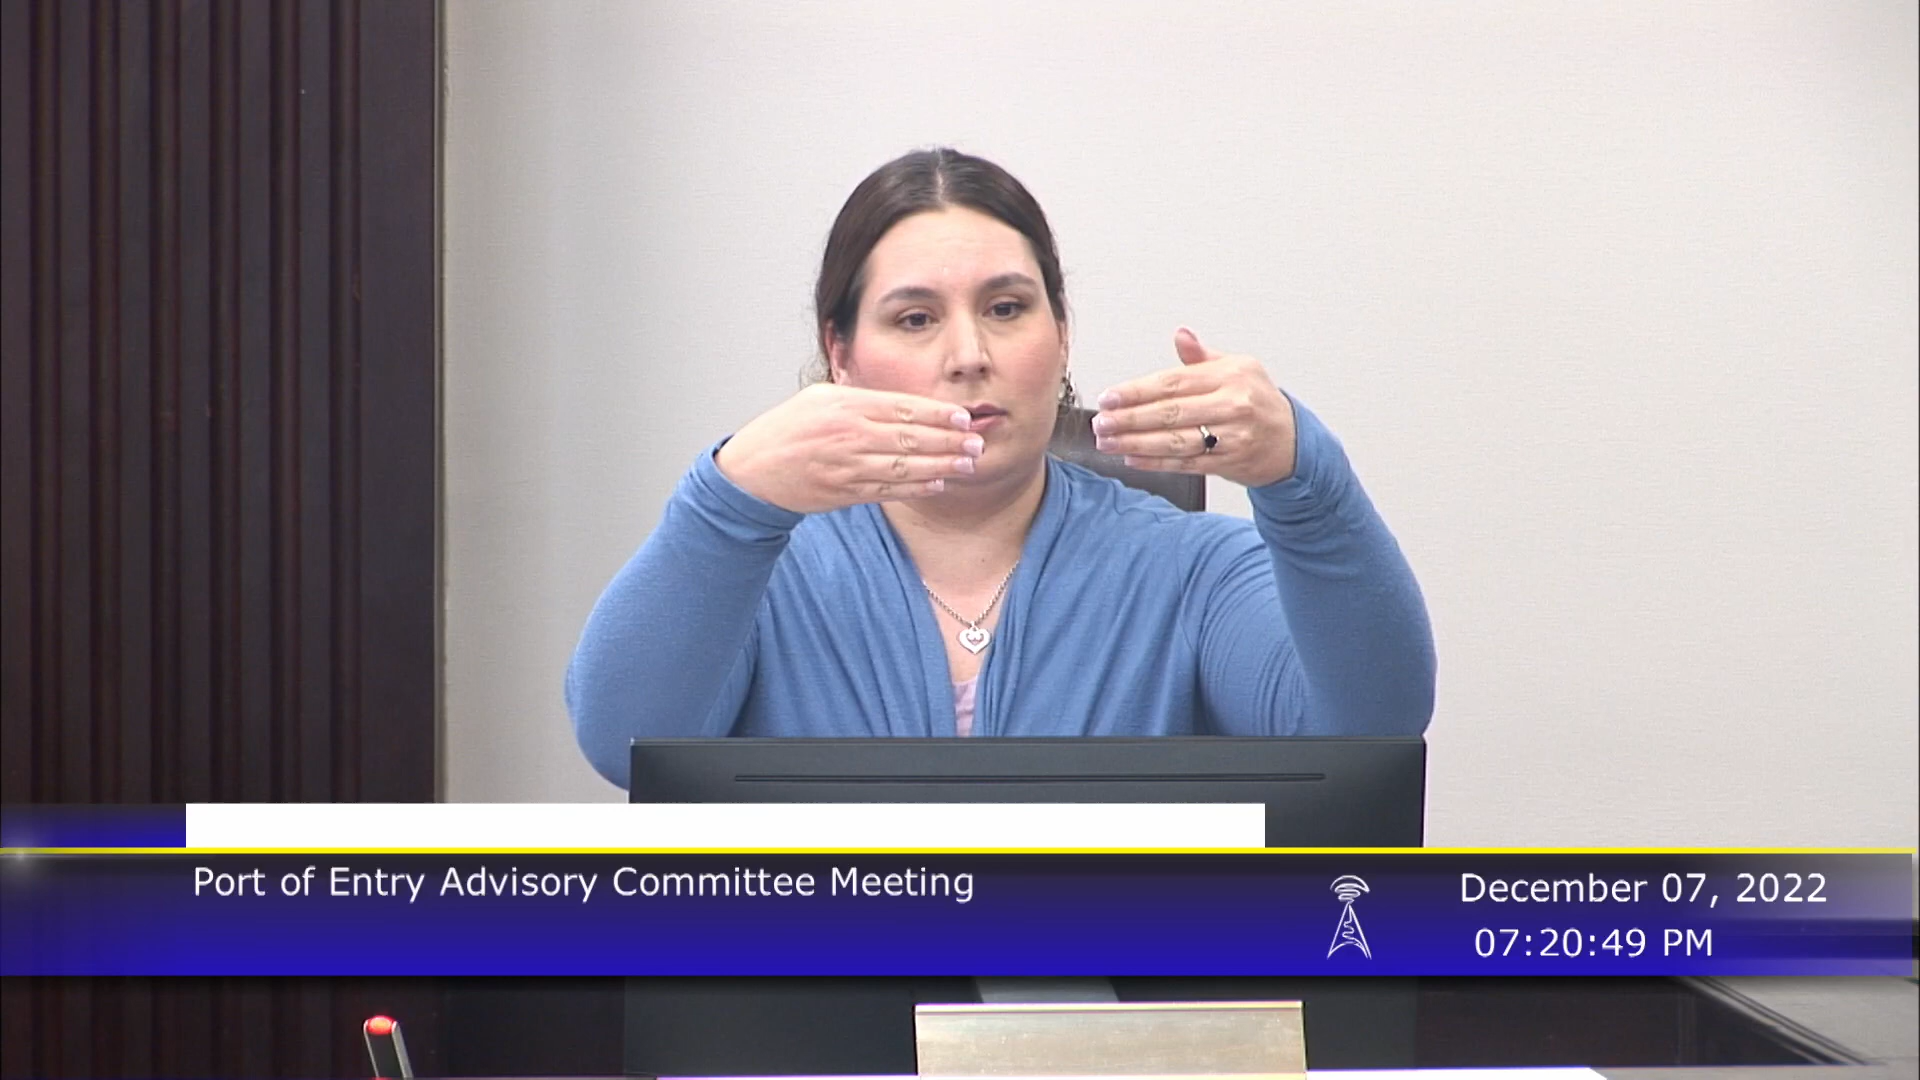 Port of Entry Advisory Committee Meeting
December 07, 2022
07:20:49 PM